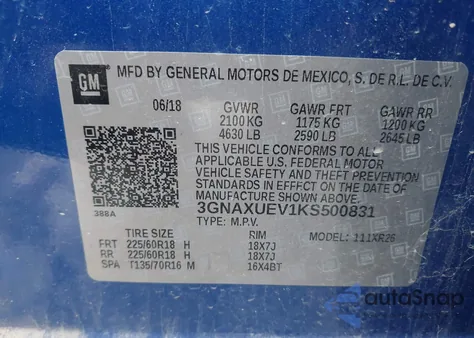 GM
MFD BY GENERAL MOTORS DE MEXICO, S. DE R.L. DE C.V.
06/18 GVWR GAWR FRT GAWR RR
2100 KG 1175 KG 1200 KG
4630 LB 2590 LB 2645 LB
THIS VEHICLE CONFORMS TO ALL
APPLICABLE U.S. FEDERAL MOTOR
VEHICLE SAFETY AND THEFT PREVENTION
STANDARDS IN EFFECT ON THE DATE OF
MANUFACTURE SHOWN ABOVE.
3GNAXUEV1KS500831
388A TYPE: M.P.V. MODEL: 111XR26
TIRE SIZE RIM
FRT 225/60R18 H 18X7J
RR 225/60R18 H 18X7J
SPA T135/70R16 M 16X4BT
autoSnap